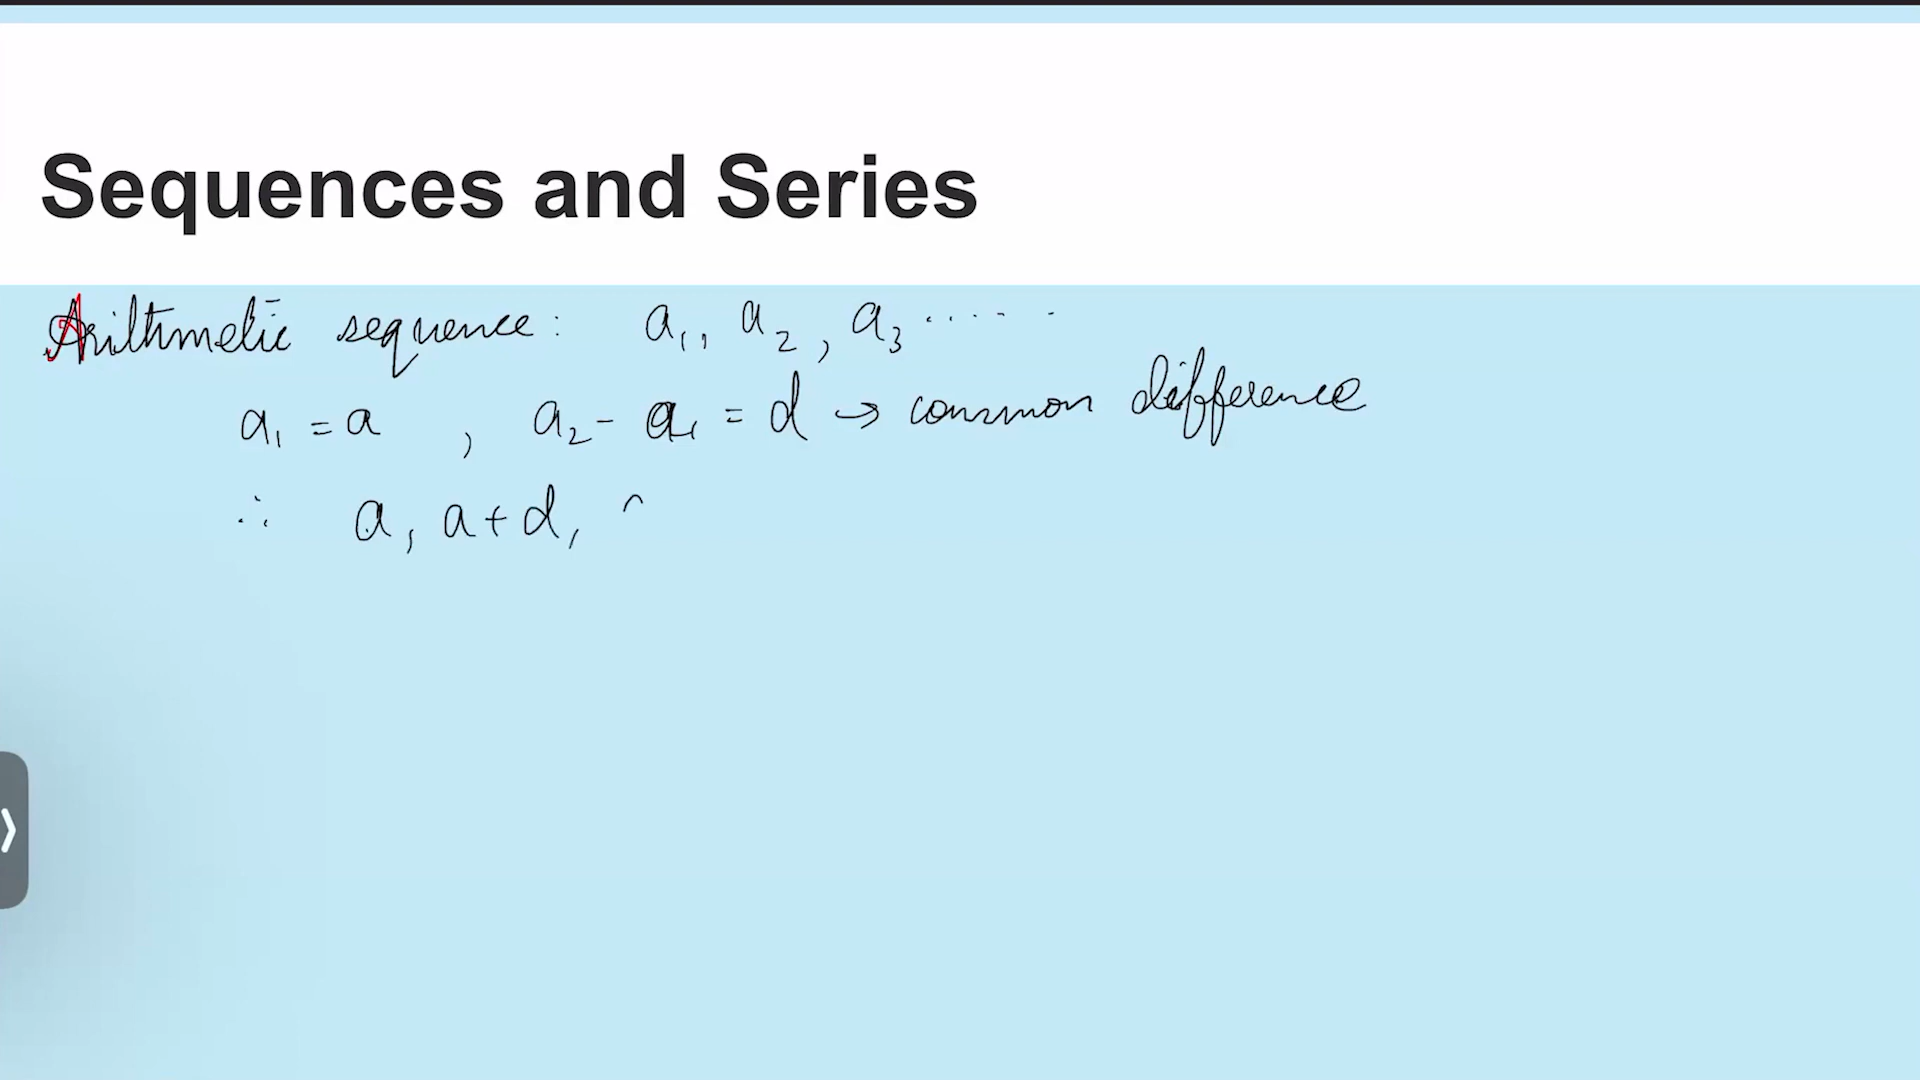 Sequences and Series
Arithmetic sequence: a₁, a₂, a₃ ......
a₁ = a , a₂ - a₁ = d → common difference
∴ a, a+d,